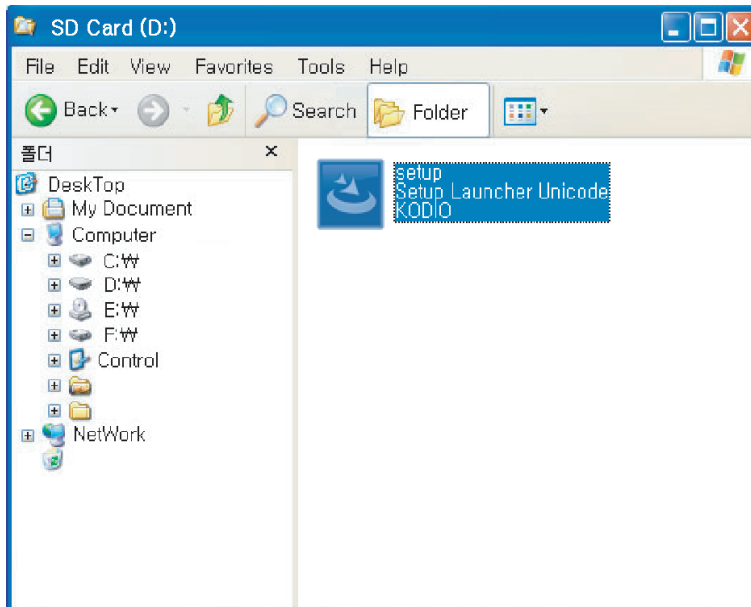 SD Card (D:)
File Edit View Favorites Tools Help
Back Search Folder
폴더 ×
DeskTop
My Document
Computer
C:₩
D:₩
E:₩
F:₩
Control
NetWork
setup
Setup Launcher Unicode
KODIO